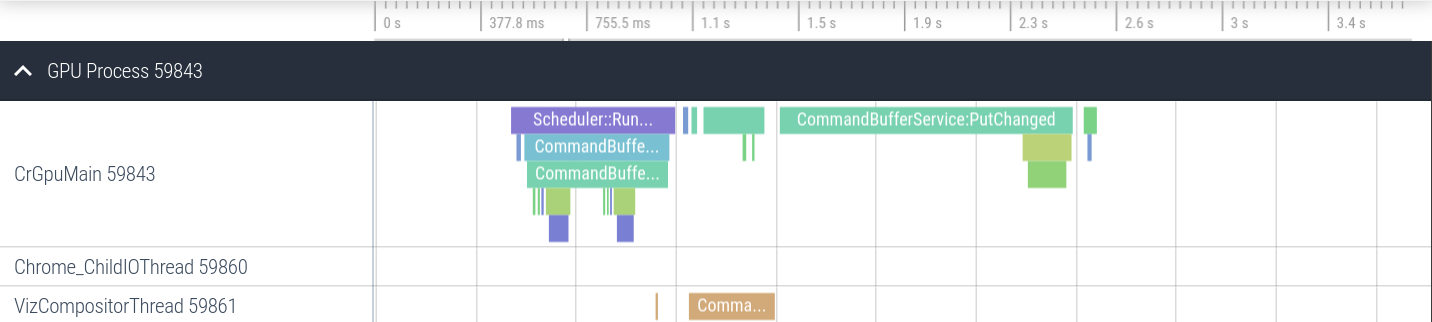 0 s 377.8 ms 755.5 ms 1.1 s 1.5 s 1.9 s 2.3 s 2.6 s 3 s 3.4 s
GPU Process 59843
Scheduler::Run... CommandBufferService:PutChanged
CommandBuffe...
CrGpuMain 59843 CommandBuffe...
Chrome_ChildIOThread 59860
VizCompositorThread 59861 Comma...